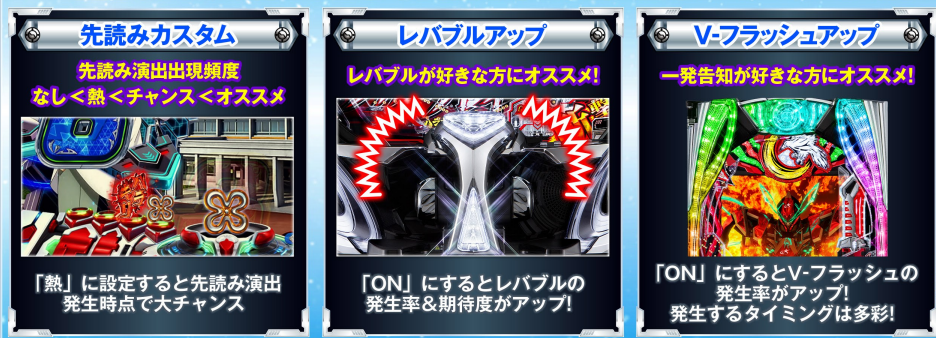 先読みカスタム
先読み演出出現頻度
なし＜熱＜チャンス＜オススメ
「熱」に設定すると先読み演出
発生時点で大チャンス
レバブルアップ
レバブルが好きな方にオススメ!
「ON」にするとレバブルの
発生率&期待度がアップ!
V-フラッシュアップ
一発告知が好きな方にオススメ!
「ON」にするとV-フラッシュの
発生率がアップ!
発生するタイミングは多彩!